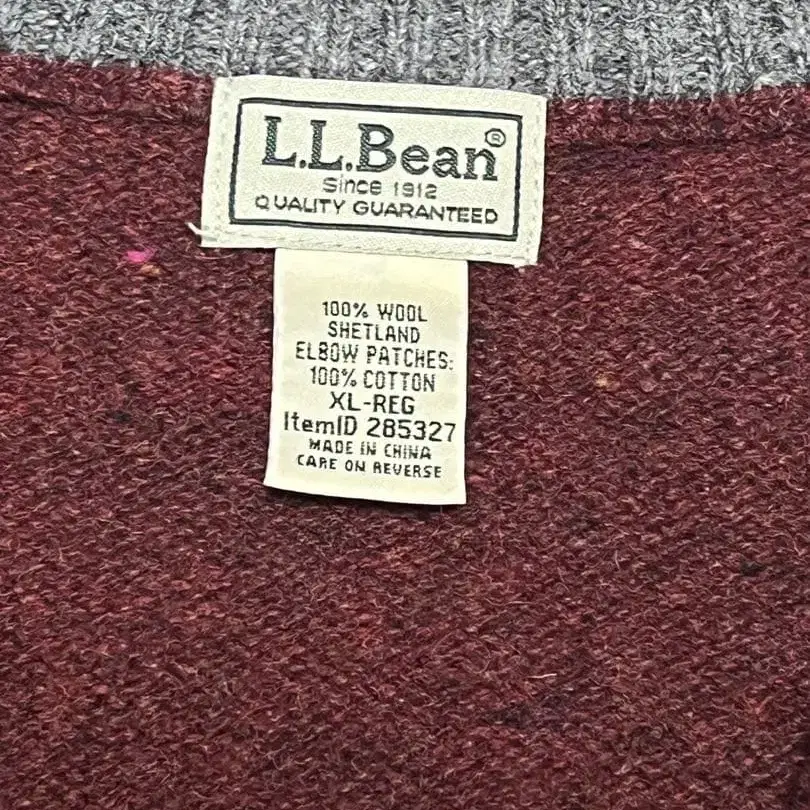 L.L.Bean®
Since 1912
QUALITY GUARANTEED
100% WOOL
SHETLAND
ELBOW PATCHES:
100% COTTON
XL-REG
ItemID 285327
MADE IN CHINA
CARE ON REVERSE